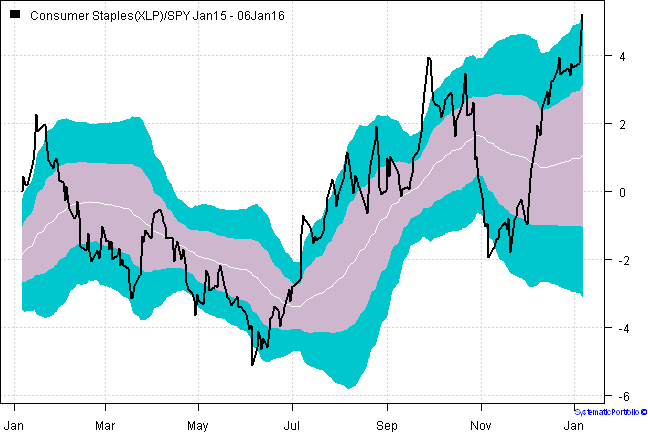 Consumer Staples(XLP)/SPY Jan15 - 06Jan16
4
2
0
-2
-4
-6
Jan Mar May Jul Sep Nov Jan
SystematicPortfolio ©